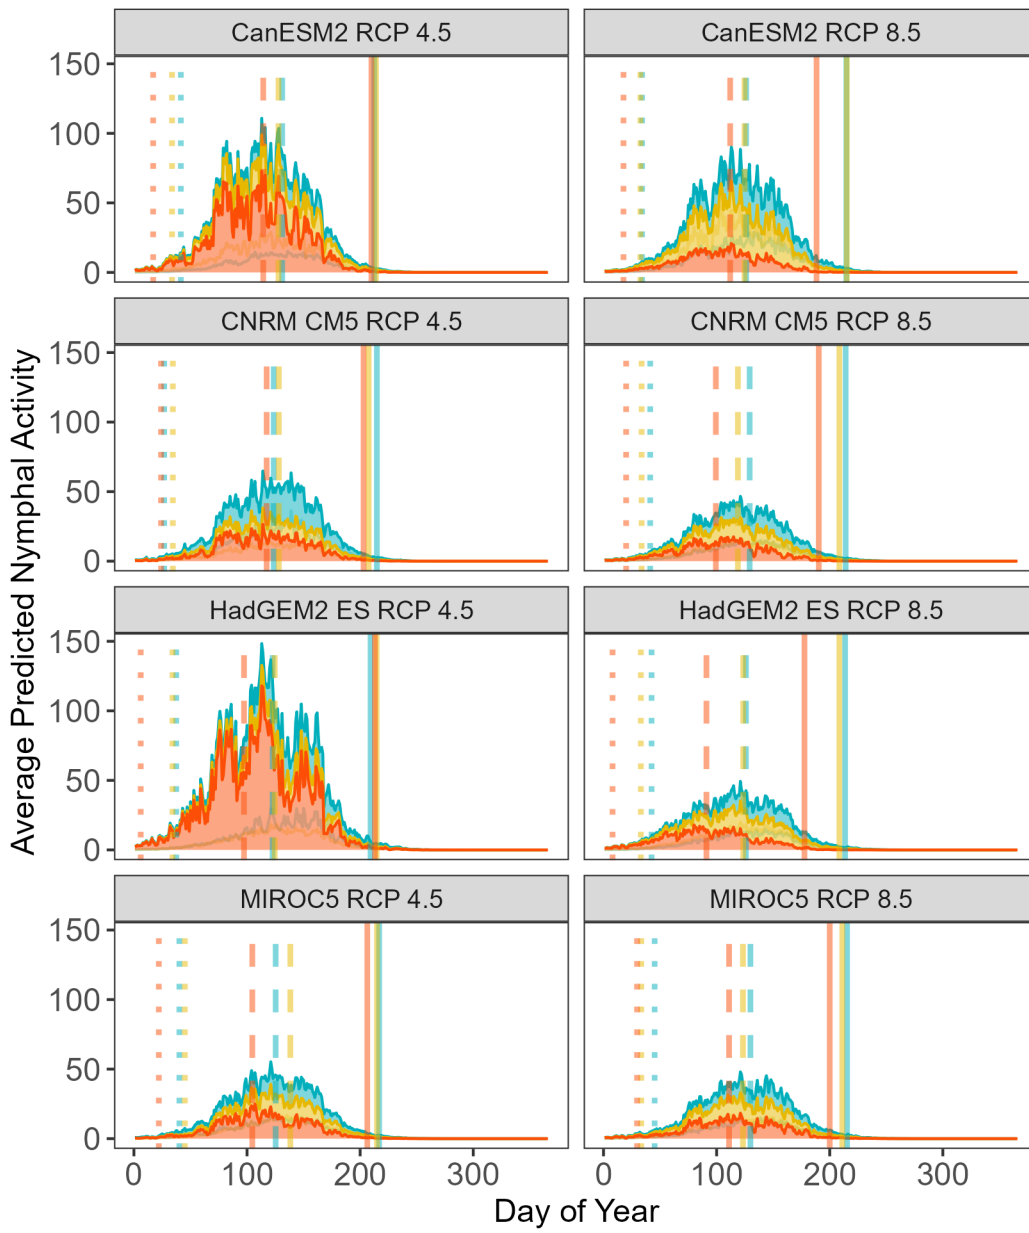 CanESM2 RCP 4.5
CanESM2 RCP 8.5
150
100
50
0
CNRM CM5 RCP 4.5
CNRM CM5 RCP 8.5
150
100
50
0
HadGEM2 ES RCP 4.5
HadGEM2 ES RCP 8.5
150
100
50
0
MIROC5 RCP 4.5
MIROC5 RCP 8.5
150
100
50
0
0 100 200 300
0 100 200 300
Day of Year
Average Predicted Nymphal Activity